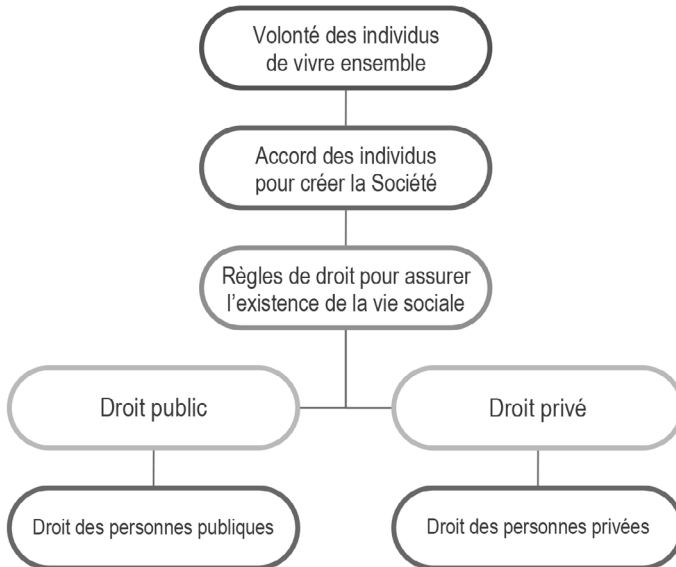 Volonté des individus
de vivre ensemble
Accord des individus
pour créer la Société
Règles de droit pour assurer
l’existence de la vie sociale
Droit public
Droit privé
Droit des personnes publiques
Droit des personnes privées